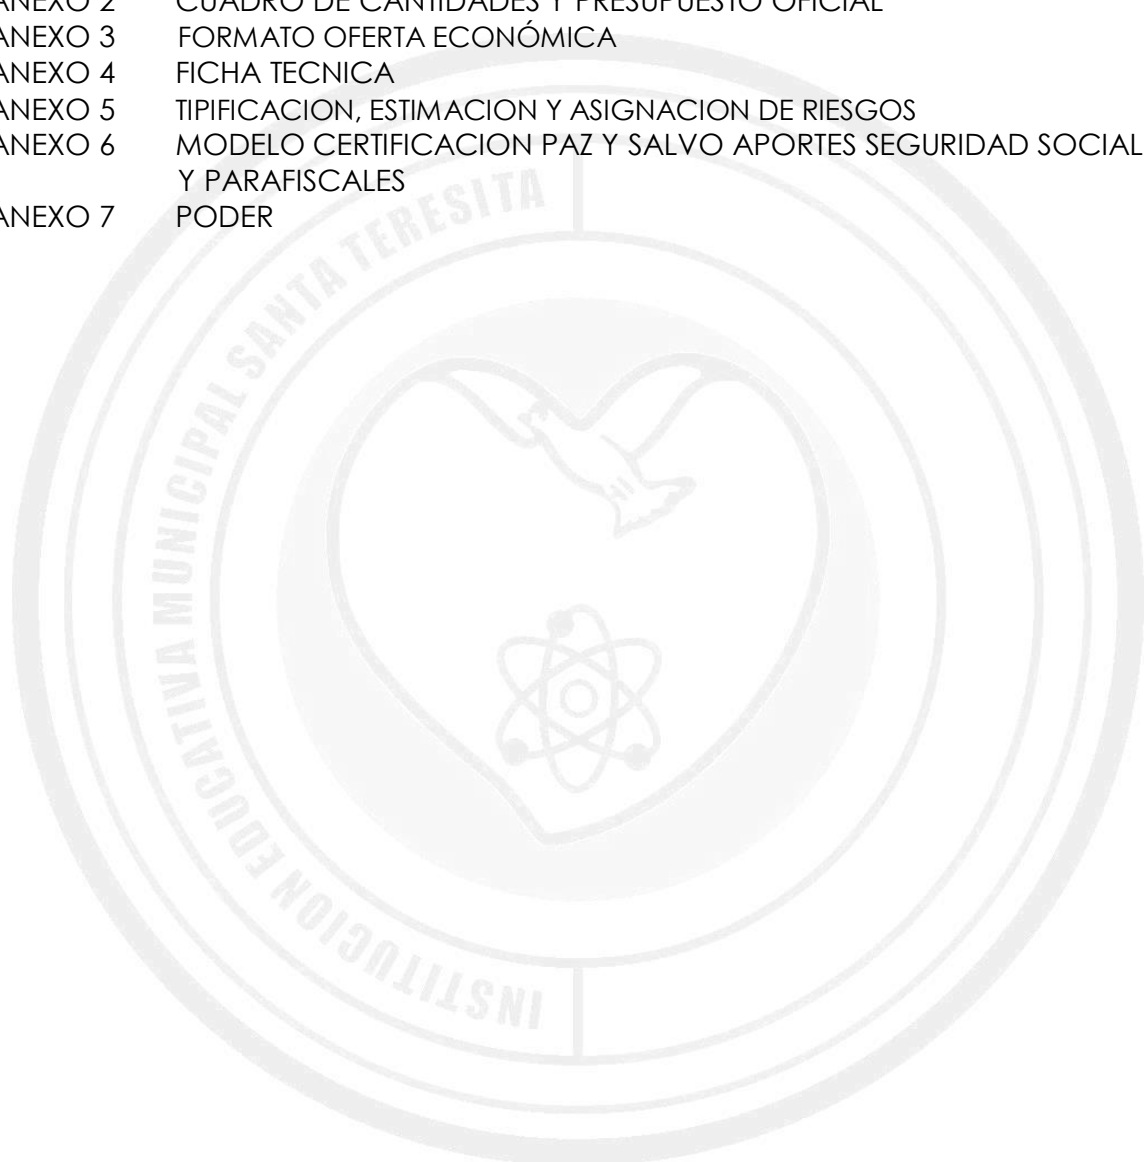 ANEXO 2 CUADRO DE CANTIDADES Y PRESUPUESTO OFICIAL
ANEXO 3 FORMATO OFERTA ECONÓMICA
ANEXO 4 FICHA TECNICA
ANEXO 5 TIPIFICACION, ESTIMACION Y ASIGNACION DE RIESGOS
ANEXO 6 MODELO CERTIFICACION PAZ Y SALVO APORTES SEGURIDAD SOCIAL
Y PARAFISCALES
ANEXO 7 PODER
INSTITUCION EDUCATIVA MUNICIPAL SANTA TERESITA